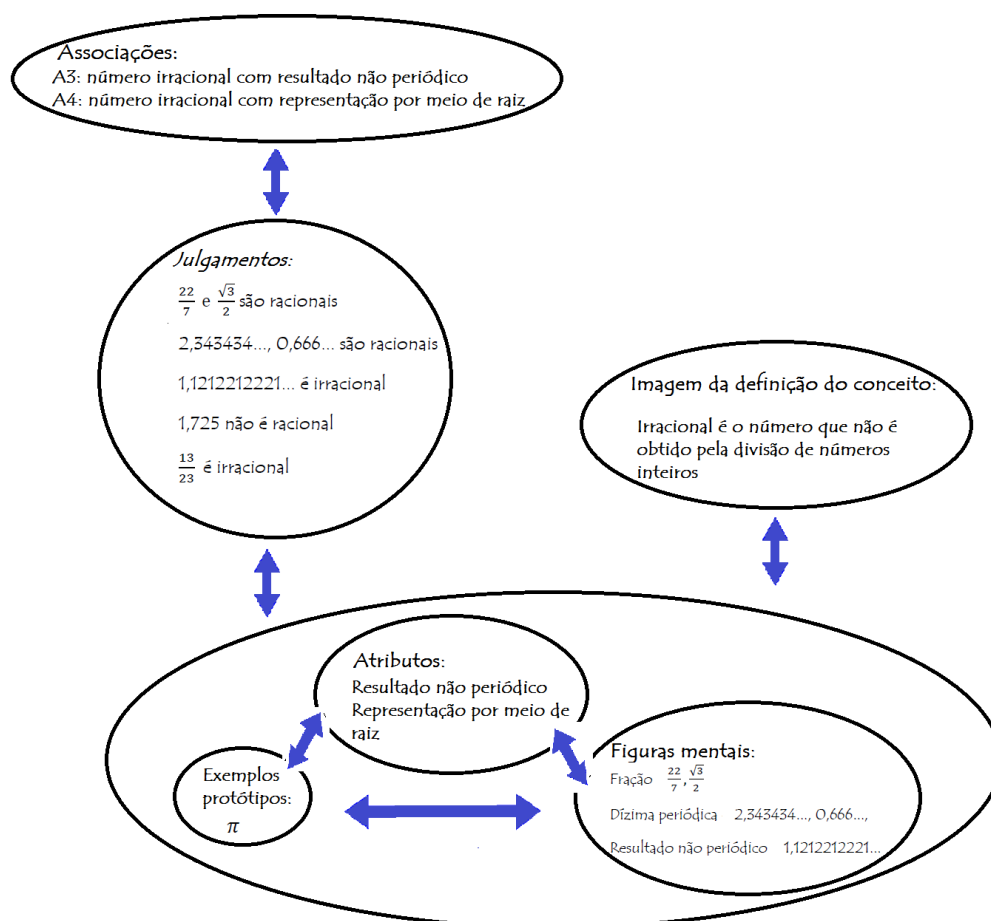 Associações:
A3: número irracional com resultado não periódico
A4: número irracional com representação por meio de raiz
Julgamentos:
22/7 e √3/2 são racionais
2,343434..., 0,666... são racionais
1,1212212221... é irracional
1,725 não é racional
13/23 é irracional
Imagem da definição do conceito:
Irracional é o número que não é
obtido pela divisão de números
inteiros
Atributos:
Resultado não periódico
Representação por meio de
raiz
Exemplos
protótipos:
π
Figuras mentais:
Fração 22/7, √3/2
Dízima periódica 2,343434..., 0,666...,
Resultado não periódico 1,1212212221...